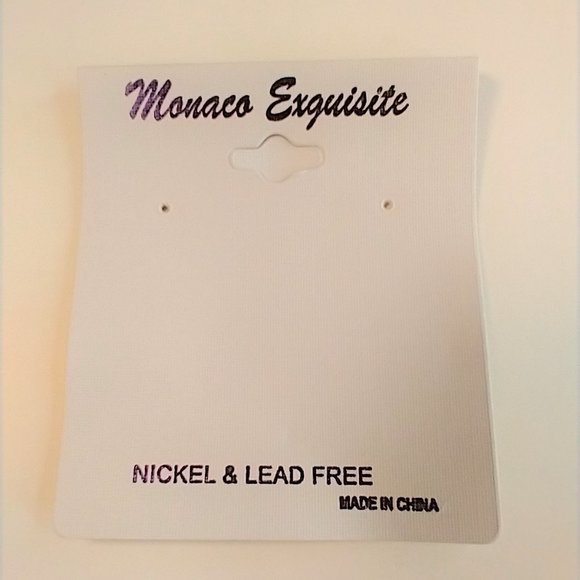 Monaco Exquisite
NICKEL & LEAD FREE
MADE IN CHINA